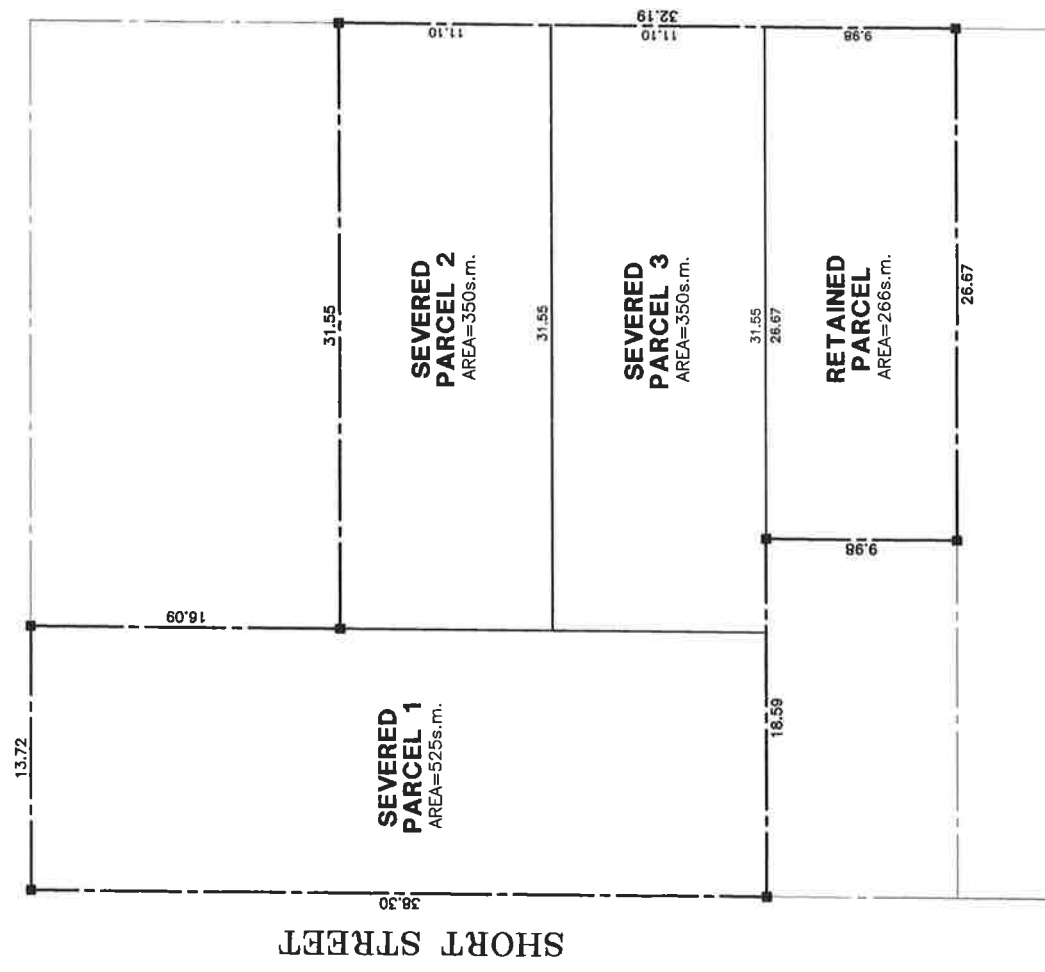 13.72
16.09
SEVERED
PARCEL 1
AREA=525s.m.
38.30
SHORT STREET
18.59
31.55
11.10
SEVERED
PARCEL 2
AREA=350s.m.
31.55
32.19
11.10
SEVERED
PARCEL 3
AREA=350s.m.
31.55
26.67
9.98
RETAINED
PARCEL
AREA=266s.m.
9.98
26.67